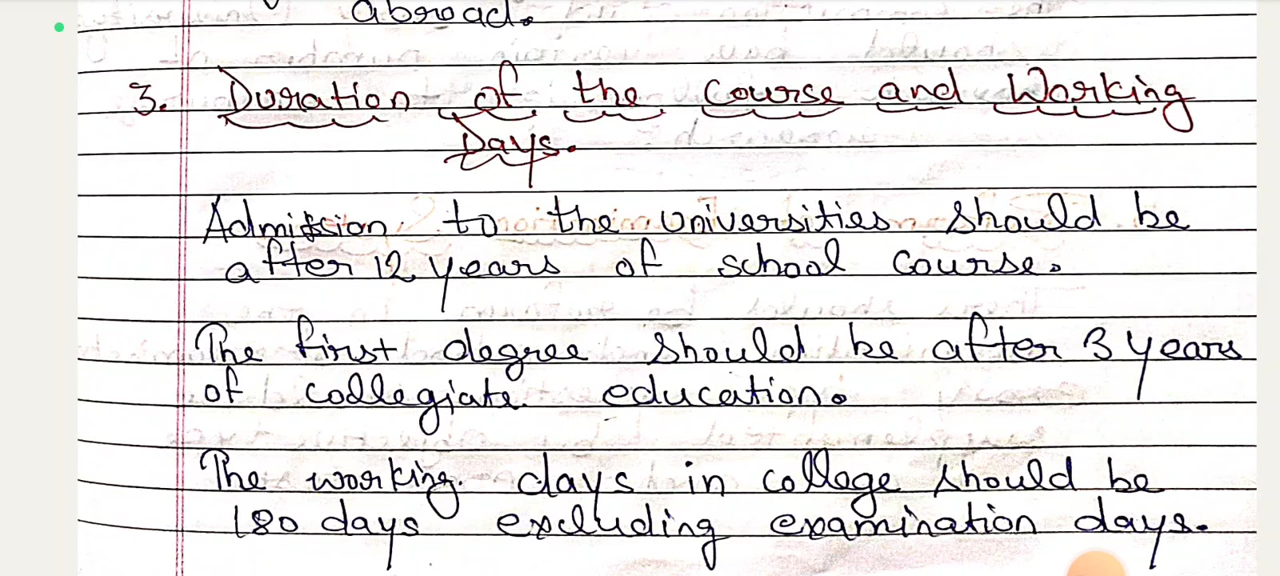 abroad.
3. Duration of the Course and Working
Days.
Admission to the universities should be
after 12 years of school course.
The first degree should be after 3 years
of collegiate education.
The working days in college should be
180 days excluding examination days.